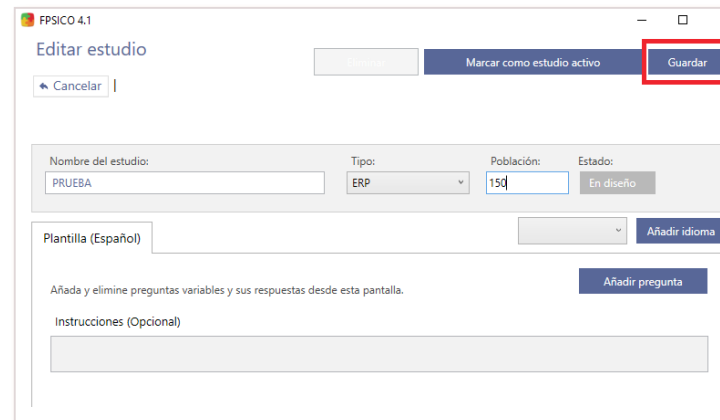 FPSICO 4.1
Editar estudio
Eliminar
Marcar como estudio activo
Guardar
Cancelar
Nombre del estudio:
Tipo:
Población:
Estado:
PRUEBA
ERP
150
En diseño
Plantilla (Español)
Añadir idioma
Añada y elimine preguntas variables y sus respuestas desde esta pantalla.
Añadir pregunta
Instrucciones (Opcional)